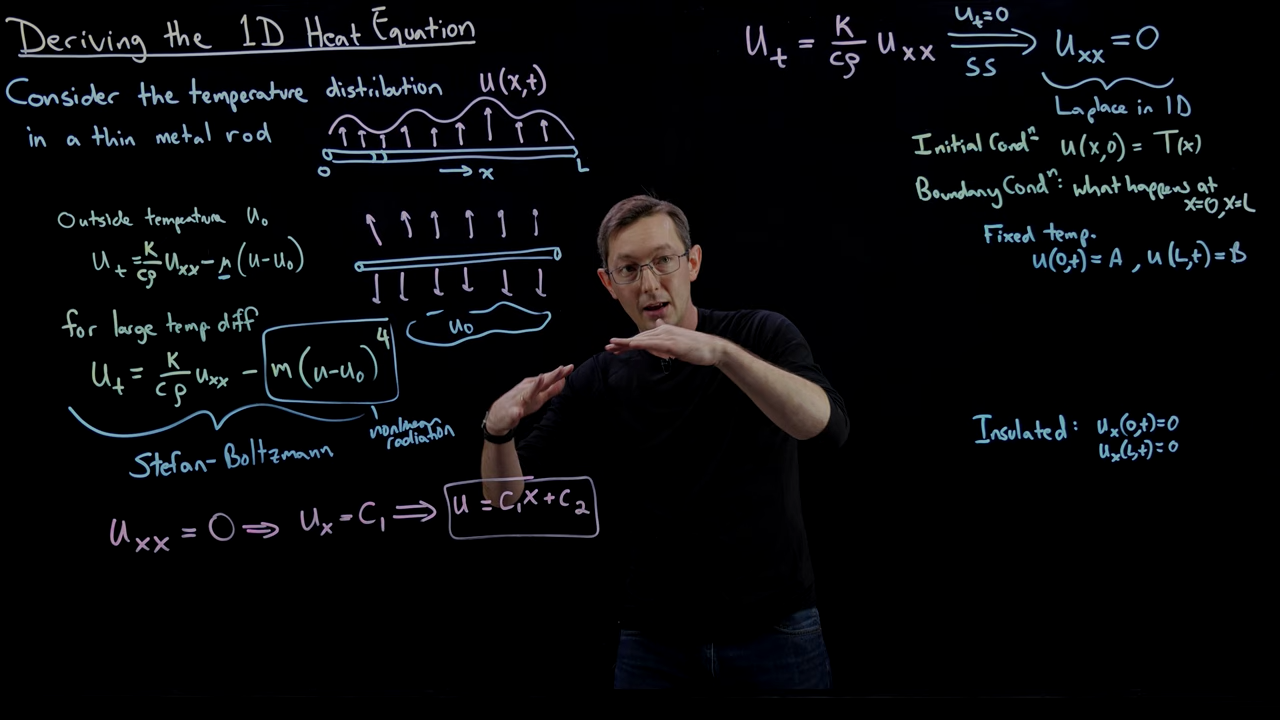 Deriving the 1D Heat Equation
Consider the temperature distribution u(x,t)
in a thin metal rod
0 → x L
Outside temperature u₀
u_t = K/cρ u_xx - m(u-u₀)
u₀
for large temp diff
u_t = K/cρ u_xx - m(u-u₀)⁴
nonlinear
radiation
Stefan-Boltzmann
u_xx = 0 ⇒ u_x = C₁ ⇒ u = C₁x + C₂
u_t = K/cρ u_xx ⇒ u_xx = 0
u_t=0
SS
Laplace in 1D
Initial Condⁿ u(x,0) = T(x)
Boundary Condⁿ: what happens at
x=0, x=L
Fixed temp.
u(0,t) = A, u(L,t) = B
Insulated: u_x(0,t)=0
u_x(L,t)=0